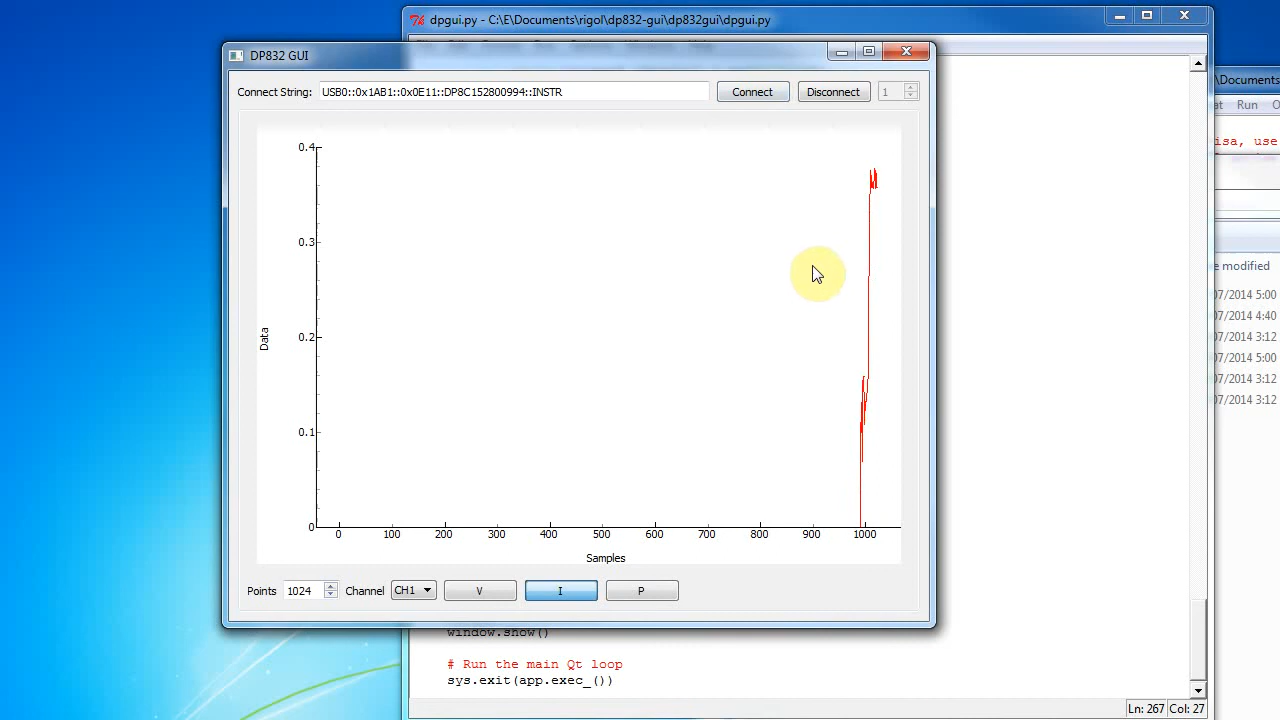 dpgui.py - C:\E\Documents\rigol\dp832-gui\dp832gui\dpgui.py
DP832 GUI
\Documents
Connect String: USB0::0x1AB1::0x0E11::DP8C152800994::INSTR Connect Disconnect 1
at Run O
isa, use
0.4
0.3
0.2
0.1
0
Data
0 100 200 300 400 500 600 700 800 900 1000
Samples
e modified
07/2014 5:00
07/2014 4:40
07/2014 3:12
07/2014 5:00
07/2014 3:12
07/2014 3:12
Points 1024 Channel CH1 V I P
window.show()
# Run the main Qt loop
sys.exit(app.exec_())
Ln: 267 Col: 27